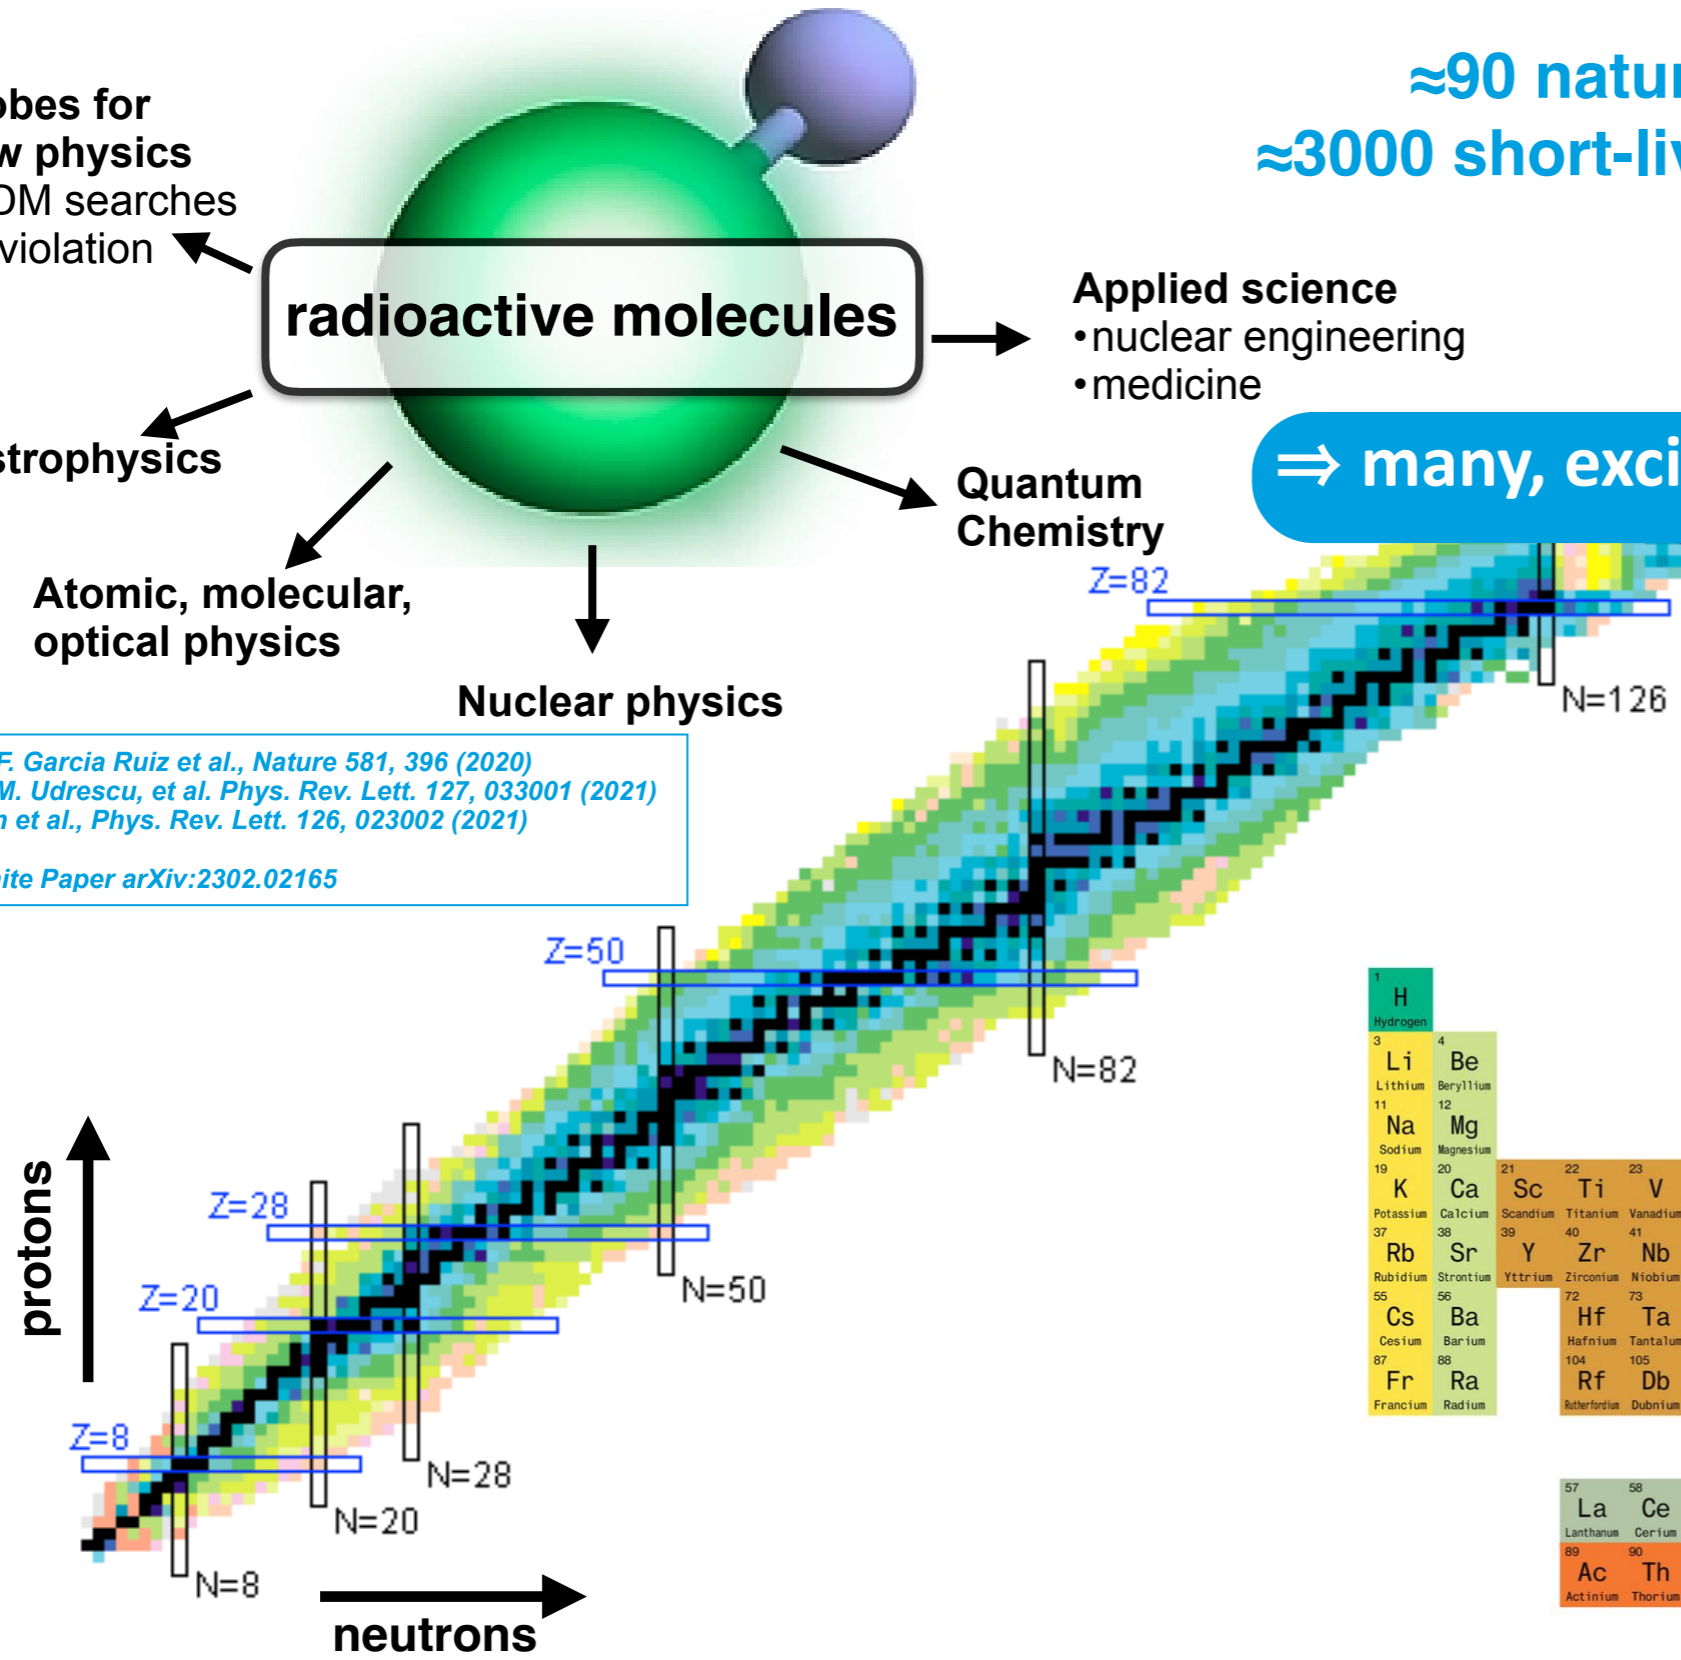 obes for
w physics
DM searches
violation
radioactive molecules
≈90 natur
≈3000 short-liv
Applied science
•nuclear engineering
•medicine
strophysics
⇒ many, exci
Quantum
Chemistry
Atomic, molecular,
optical physics
Nuclear physics
F. Garcia Ruiz et al., Nature 581, 396 (2020)
M. Udrescu, et al. Phys. Rev. Lett. 127, 033001 (2021)
n et al., Phys. Rev. Lett. 126, 023002 (2021)
ite Paper arXiv:2302.02165
Z=82
N=126
Z=50
N=82
Z=28
N=50
Z=20
N=28
Z=8
N=20
N=8
protons
neutrons
1
H
Hydrogen
3 4
Li Be
Lithium Beryllium
11 12
Na Mg
Sodium Magnesium
19 20 21 22 23
K Ca Sc Ti V
Potassium Calcium Scandium Titanium Vanadium
37 38 39 40 41
Rb Sr Y Zr Nb
Rubidium Strontium Yttrium Zirconium Niobium
55 56 72 73
Cs Ba Hf Ta
Cesium Barium Hafnium Tantalum
87 88 104 105
Fr Ra Rf Db
Francium Radium Rutherfordium Dubnium
57 58
La Ce
Lanthanum Cerium
89 90
Ac Th
Actinium Thorium